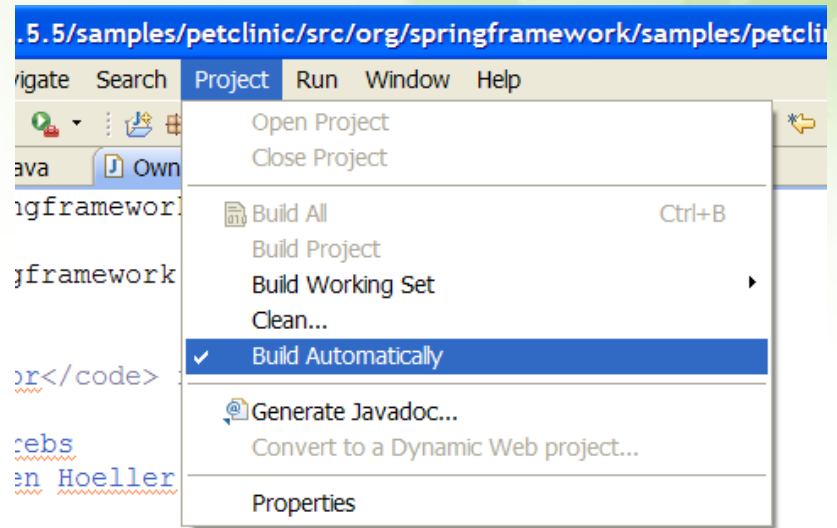 .5.5/samples/petclinic/src/org/springframework/samples/petcli
vigate Search Project Run Window Help
Open Project
Close Project
ava Own
ngframework
Build All Ctrl+B
Build Project
gframework
Build Working Set
Clean...
Build Automatically
or</code>
Generate Javadoc...
rebs
Convert to a Dynamic Web project...
en Hoeller
Properties